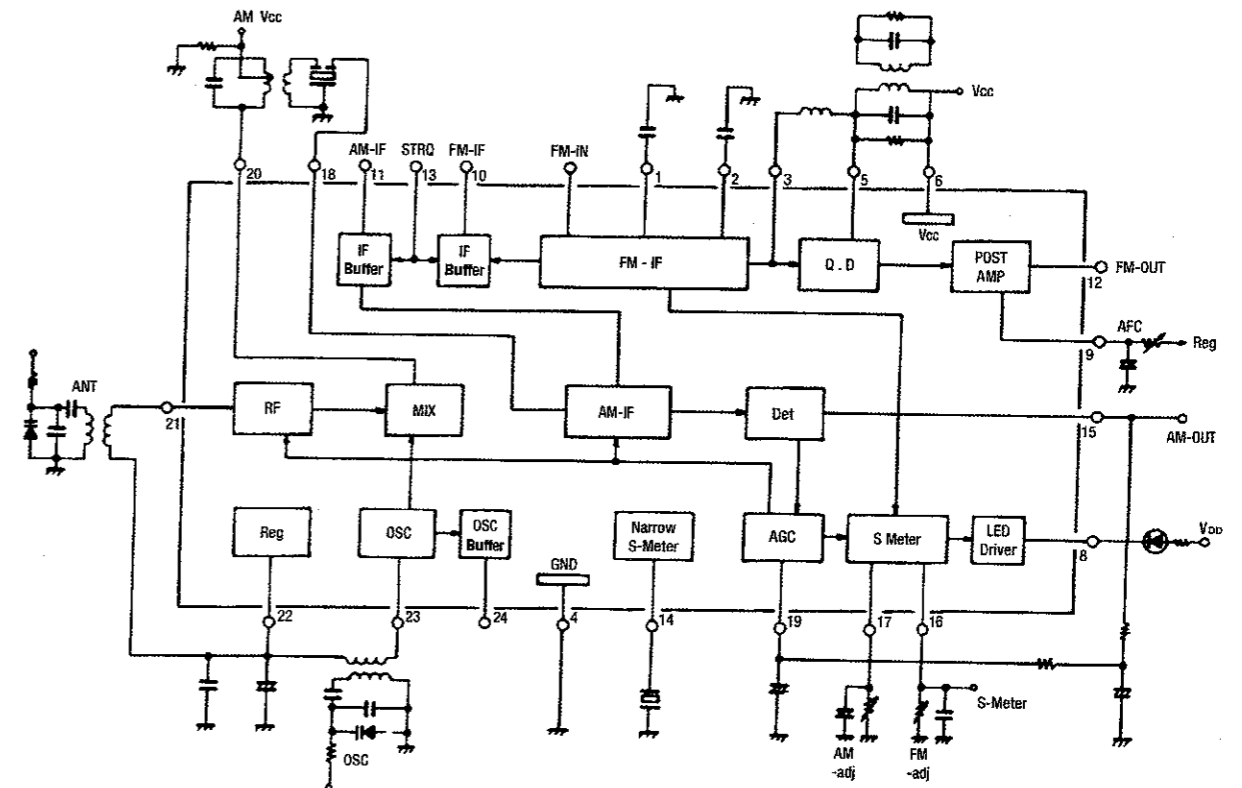 AM Vcc
Vcc
AM-IF
STRQ
FM-IF
FM-IN
20
18
11
13
10
1
2
3
5
6
Vcc
IF
Buffer
IF
Buffer
FM - IF
Q . D
POST
AMP
FM-OUT
12
AFC
9
Reg
ANT
21
RF
MIX
AM-IF
Det
15
AM-OUT
Reg
OSC
OSC
Buffer
Narrow
S-Meter
AGC
S Meter
LED
Driver
VDD
8
GND
22
23
24
4
14
19
17
16
S-Meter
OSC
AM
-adj
FM
-adj